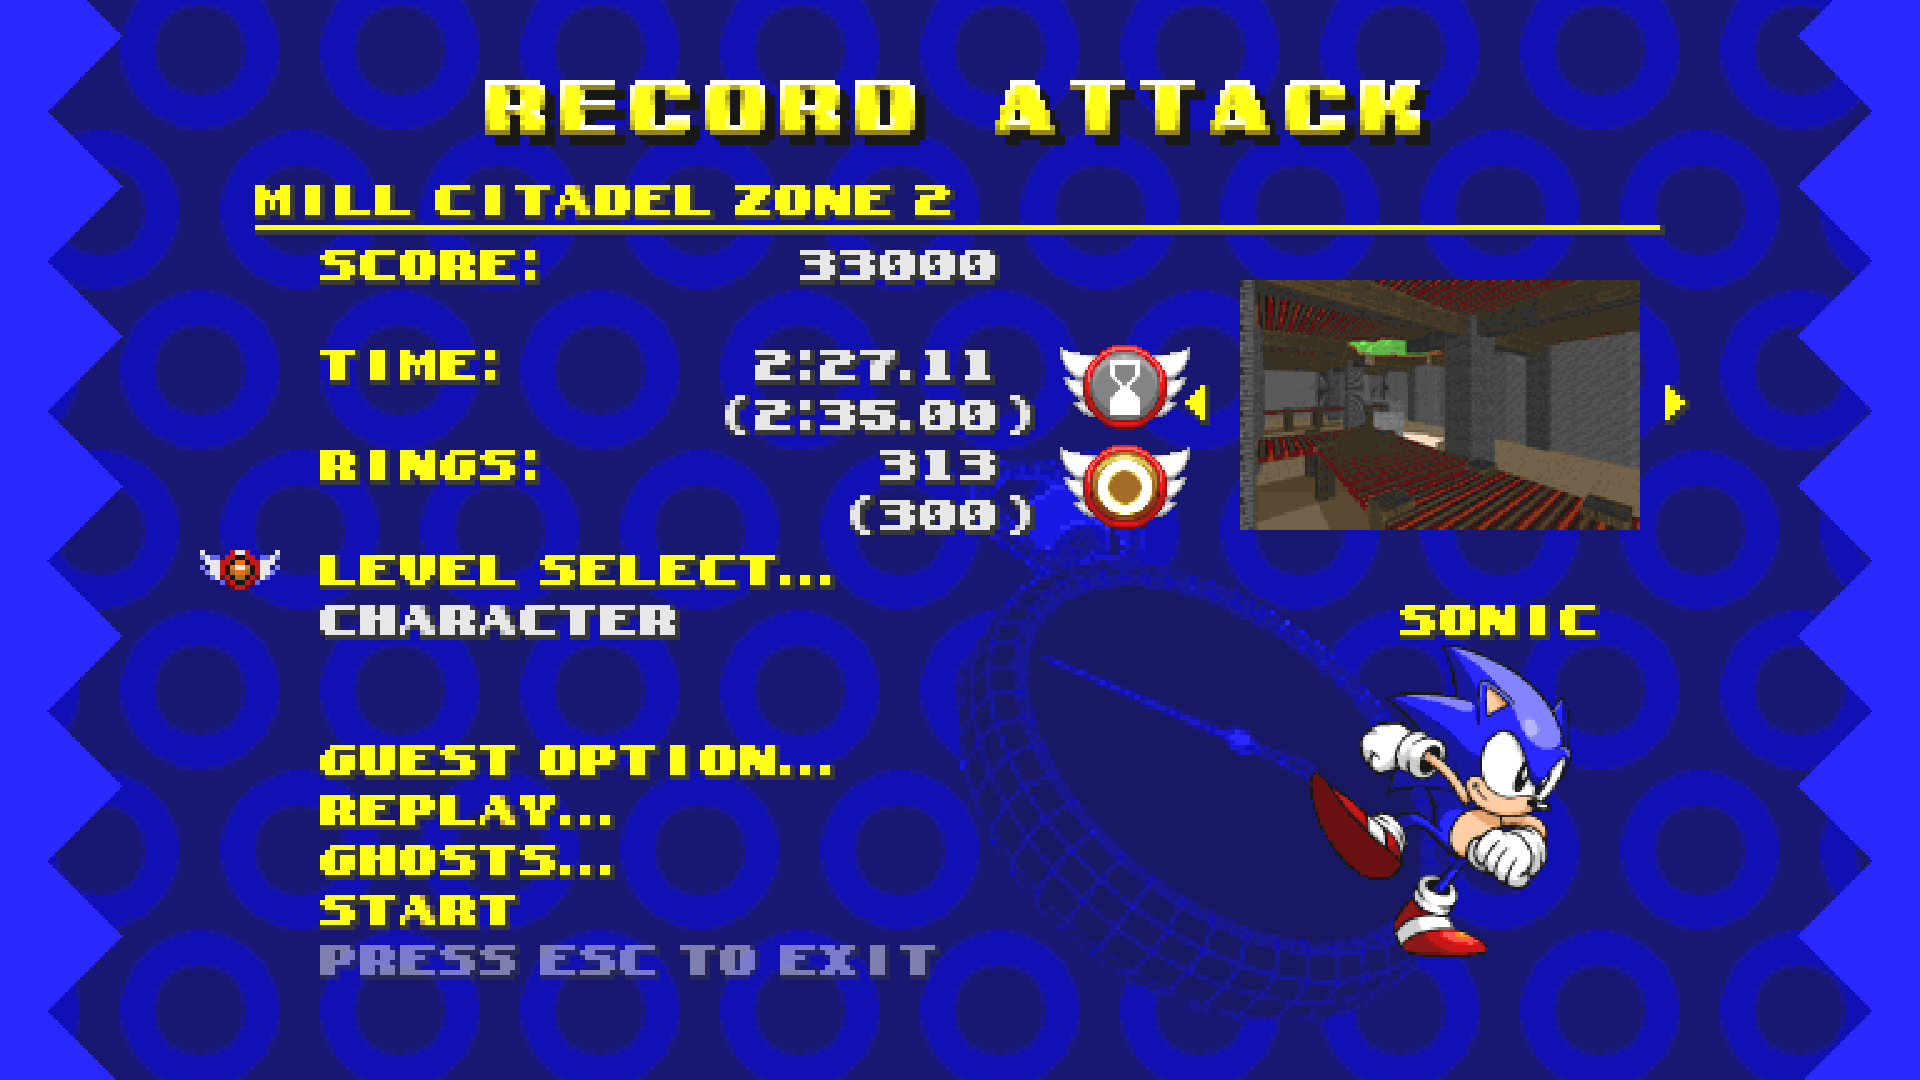 RECORD ATTACK
MILL CITADEL ZONE 2
SCORE: 33000
TIME: 2:27.11
(2:35.00)
RINGS: 313
(300)
LEVEL SELECT...
CHARACTER SONIC
GUEST OPTION...
REPLAY...
GHOSTS...
START
PRESS ESC TO EXIT